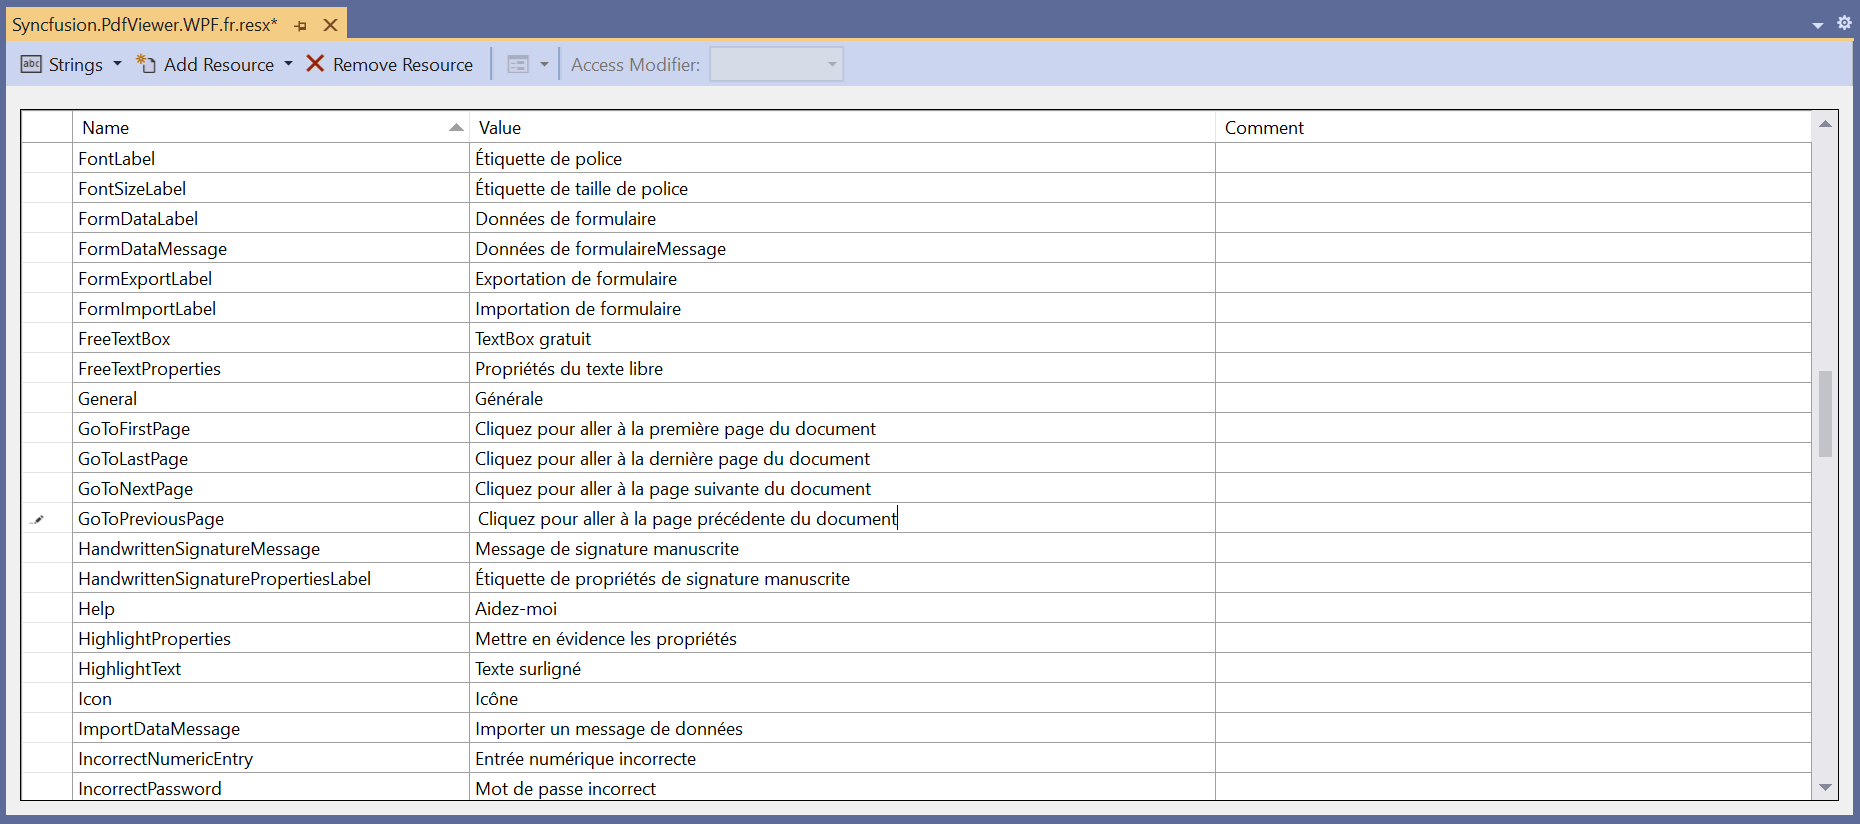 Syncfusion.PdfViewer.WPF.fr.resx*
abc Strings Add Resource Remove Resource Access Modifier:
Name Value Comment
FontLabel Étiquette de police
FontSizeLabel Étiquette de taille de police
FormDataLabel Données de formulaire
FormDataMessage Données de formulaireMessage
FormExportLabel Exportation de formulaire
FormImportLabel Importation de formulaire
FreeTextBox TextBox gratuit
FreeTextProperties Propriétés du texte libre
General Générale
GoToFirstPage Cliquez pour aller à la première page du document
GoToLastPage Cliquez pour aller à la dernière page du document
GoToNextPage Cliquez pour aller à la page suivante du document
GoToPreviousPage Cliquez pour aller à la page précédente du document
HandwrittenSignatureMessage Message de signature manuscrite
HandwrittenSignaturePropertiesLabel Étiquette de propriétés de signature manuscrite
Help Aidez-moi
HighlightProperties Mettre en évidence les propriétés
HighlightText Texte surligné
Icon Icône
ImportDataMessage Importer un message de données
IncorrectNumericEntry Entrée numérique incorrecte
IncorrectPassword Mot de passe incorrect